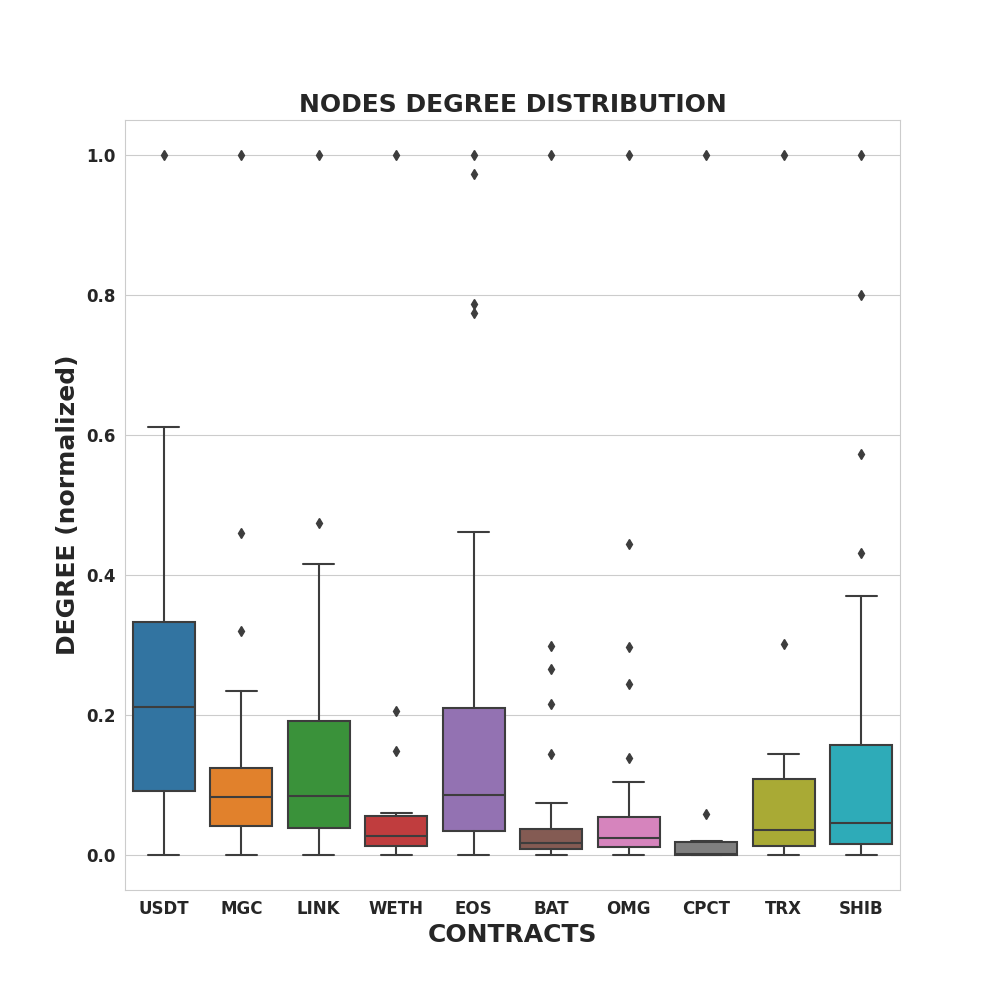 NODES DEGREE DISTRIBUTION
DEGREE (normalized)
1.0
0.8
0.6
0.4
0.2
0.0
USDT MGC LINK WETH EOS BAT OMG CPCT TRX SHIB
CONTRACTS